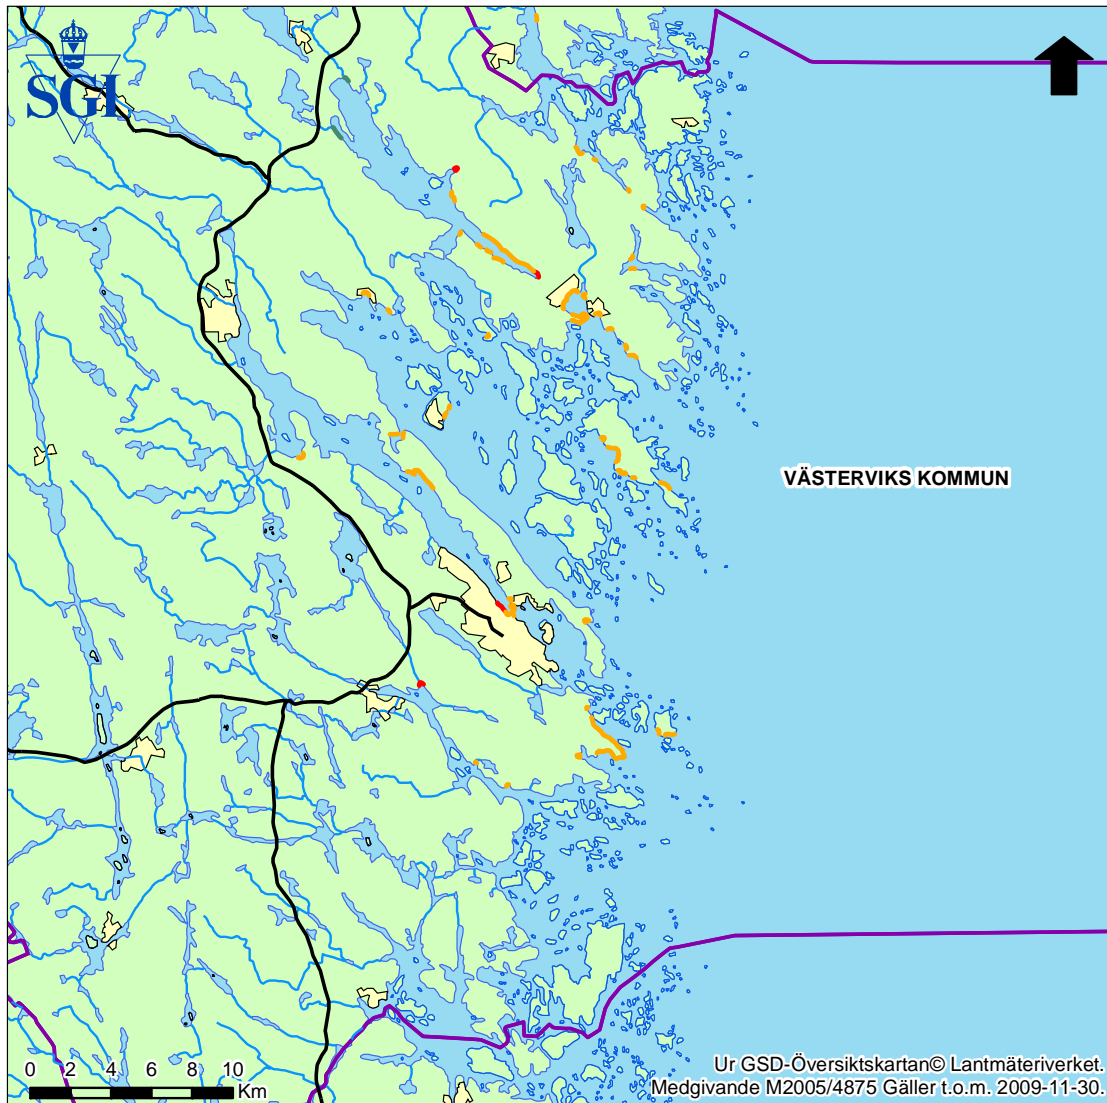 SGI
VÄSTERVIKS KOMMUN
0 2 4 6 8 10
Km
Ur GSD-Översiktskartan© Lantmäteriverket.
Medgivande M2005/4875 Gäller t.o.m. 2009-11-30.